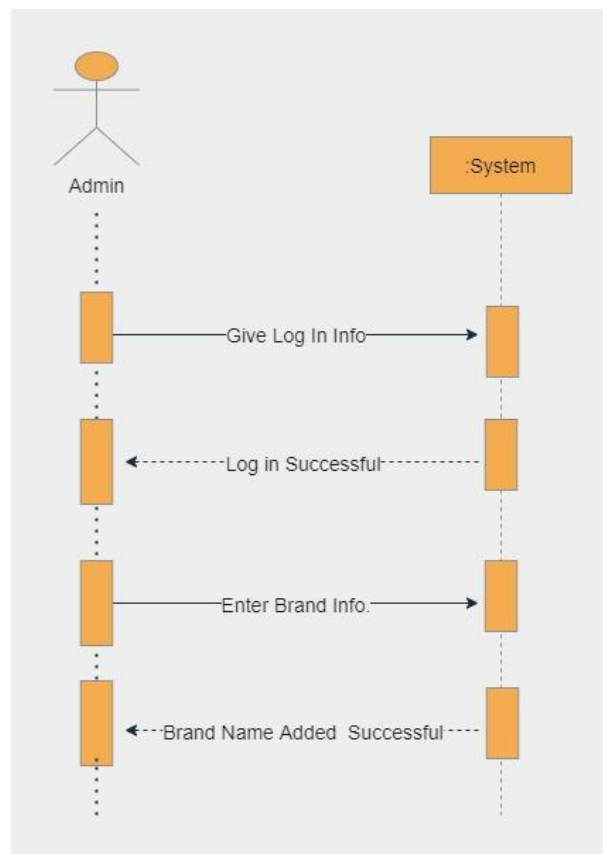 Admin
:System
Give Log In Info
Log in Successful
Enter Brand Info.
Brand Name Added  Successful